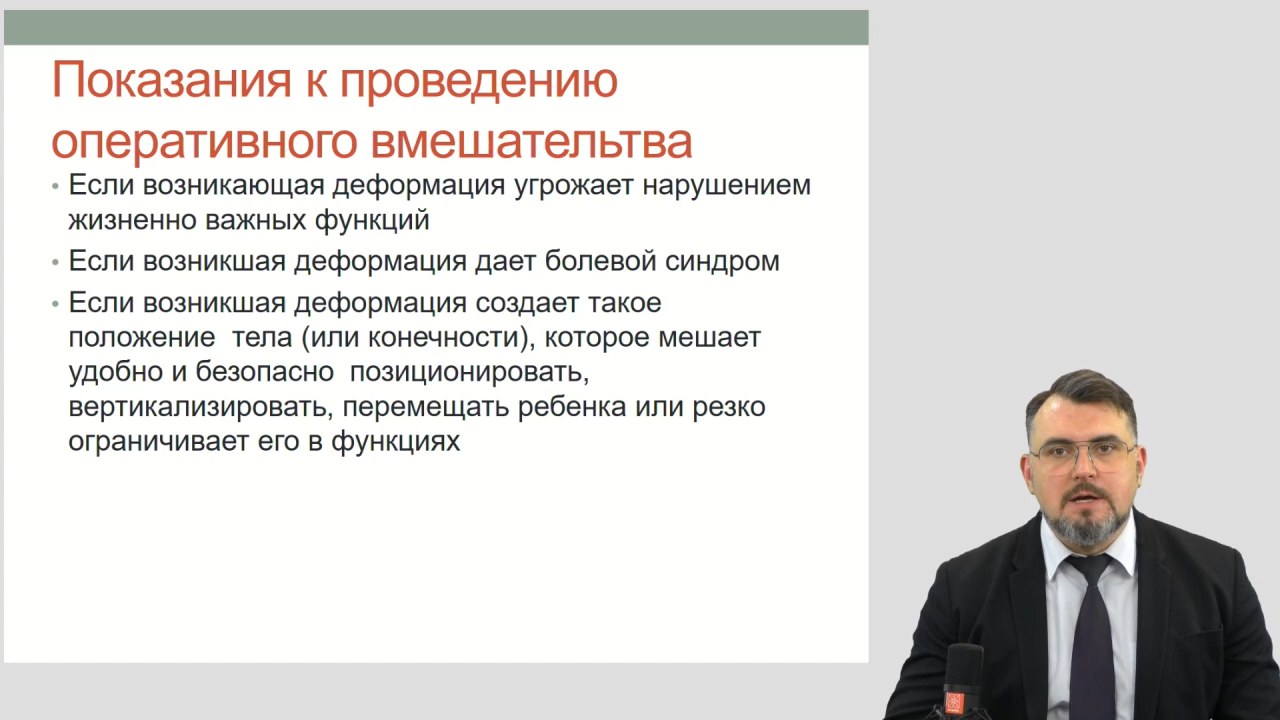 Показания к проведению
оперативного вмешательтва
• Если возникающая деформация угрожает нарушением
жизненно важных функций
• Если возникшая деформация дает болевой синдром
• Если возникшая деформация создает такое
положение  тела (или конечности), которое мешает
удобно и безопасно  позиционировать,
вертикализировать, перемещать ребенка или резко
ограничивает его в функциях